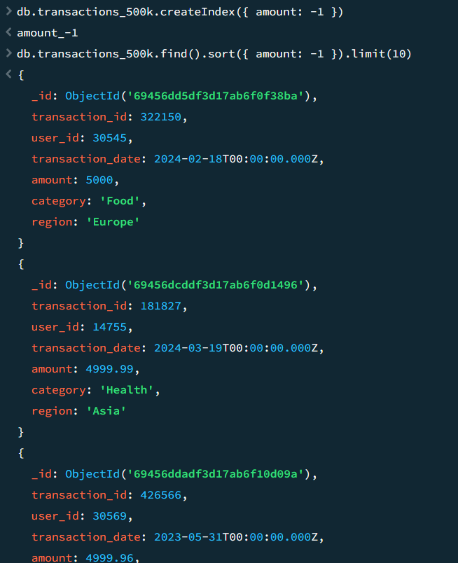 > db.transactions_500k.createIndex({ amount: -1 })
< amount_-1
> db.transactions_500k.find().sort({ amount: -1 }).limit(10)
< {
_id: ObjectId('69456dd5df3d17ab6f0f38ba'),
transaction_id: 322150,
user_id: 30545,
transaction_date: 2024-02-18T00:00:00.000Z,
amount: 5000,
category: 'Food',
region: 'Europe'
}
{
_id: ObjectId('69456dcddf3d17ab6f0d1496'),
transaction_id: 181827,
user_id: 14755,
transaction_date: 2024-03-19T00:00:00.000Z,
amount: 4999.99,
category: 'Health',
region: 'Asia'
}
{
_id: ObjectId('69456ddadf3d17ab6f10d09a'),
transaction_id: 426566,
user_id: 30569,
transaction_date: 2023-05-31T00:00:00.000Z,
amount: 4999.96,